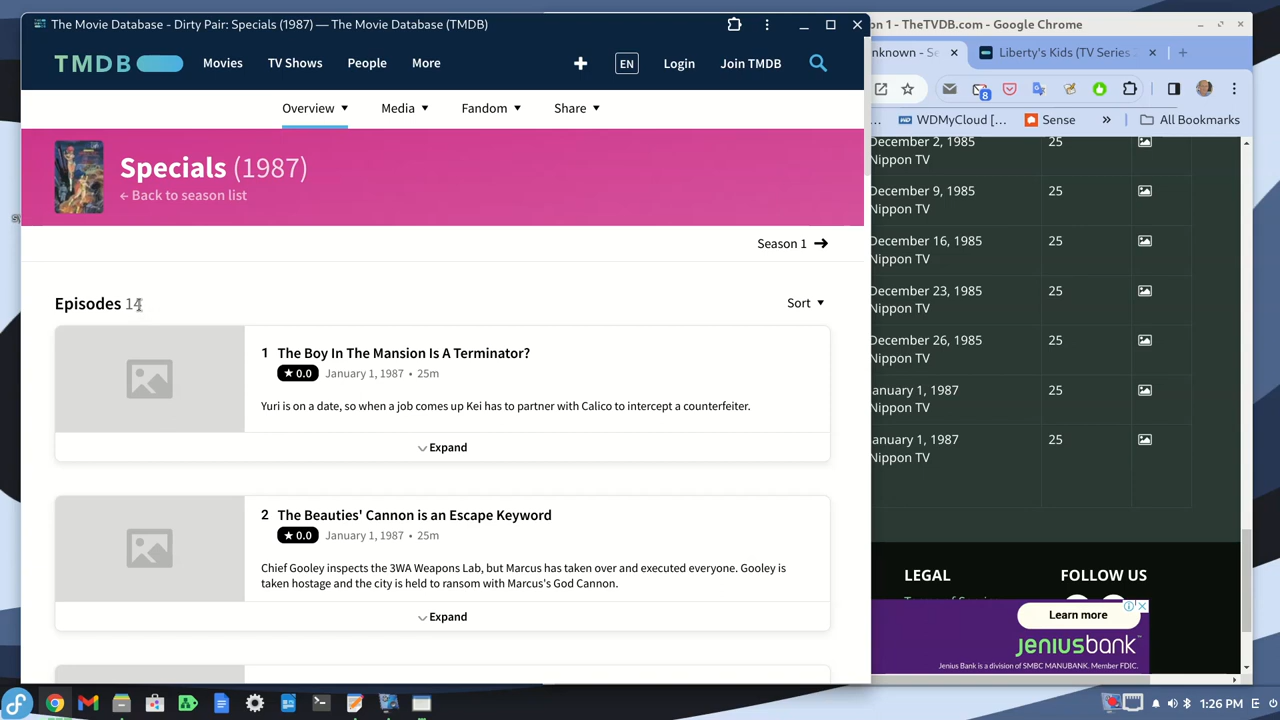 The Movie Database - Dirty Pair: Specials (1987) — The Movie Database (TMDB)
TMDB
Movies
TV Shows
People
More
EN
Login
Join TMDB
Overview
Media
Fandom
Share
Specials (1987)
← Back to season list
Season 1
Episodes 14
Sort
1 The Boy In The Mansion Is A Terminator?
0.0 January 1, 1987 • 25m
Yuri is on a date, so when a job comes up Kei has to partner with Calico to intercept a counterfeiter.
Expand
2 The Beauties' Cannon is an Escape Keyword
0.0 January 1, 1987 • 25m
Chief Gooley inspects the 3WA Weapons Lab, but Marcus has taken over and executed everyone. Gooley is
taken hostage and the city is held to ransom with Marcus's God Cannon.
Expand
on 1 - TheTVDB.com - Google Chrome
nknown - Se
Liberty's Kids (TV Series 2
8
WDMyCloud [...
Sense
»
All Bookmarks
December 2, 1985 25
Nippon TV
December 9, 1985 25
Nippon TV
December 16, 1985 25
Nippon TV
December 23, 1985 25
Nippon TV
December 26, 1985 25
Nippon TV
January 1, 1987 25
Nippon TV
January 1, 1987 25
Nippon TV
LEGAL
FOLLOW US
Learn more
jeniusbank
Jenius Bank is a division of SMBC MANUBANK. Member FDIC.
1:26 PM